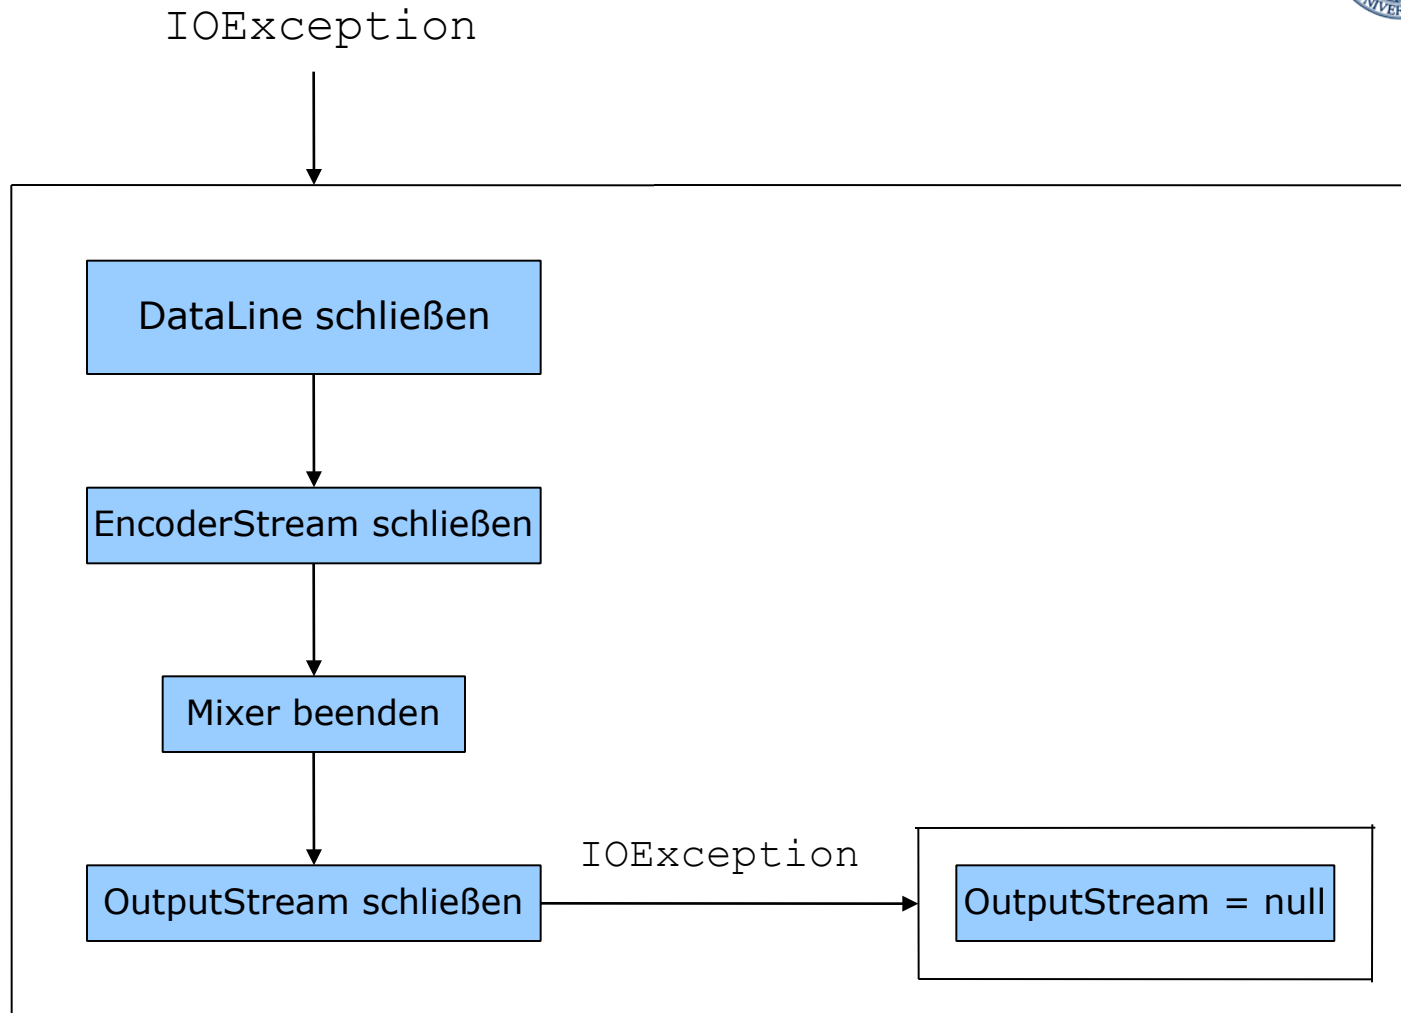 IOException
DataLine schließen
EncoderStream schließen
Mixer beenden
OutputStream schließen
IOException
OutputStream = null